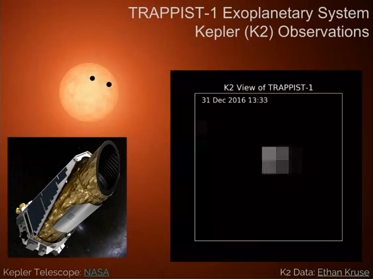 TRAPPIST-1 Exoplanetary System
Kepler (K2) Observations
K2 View of TRAPPIST-1
31 Dec 2016 13:33
Kepler Telescope: NASA
K2 Data: Ethan Kruse